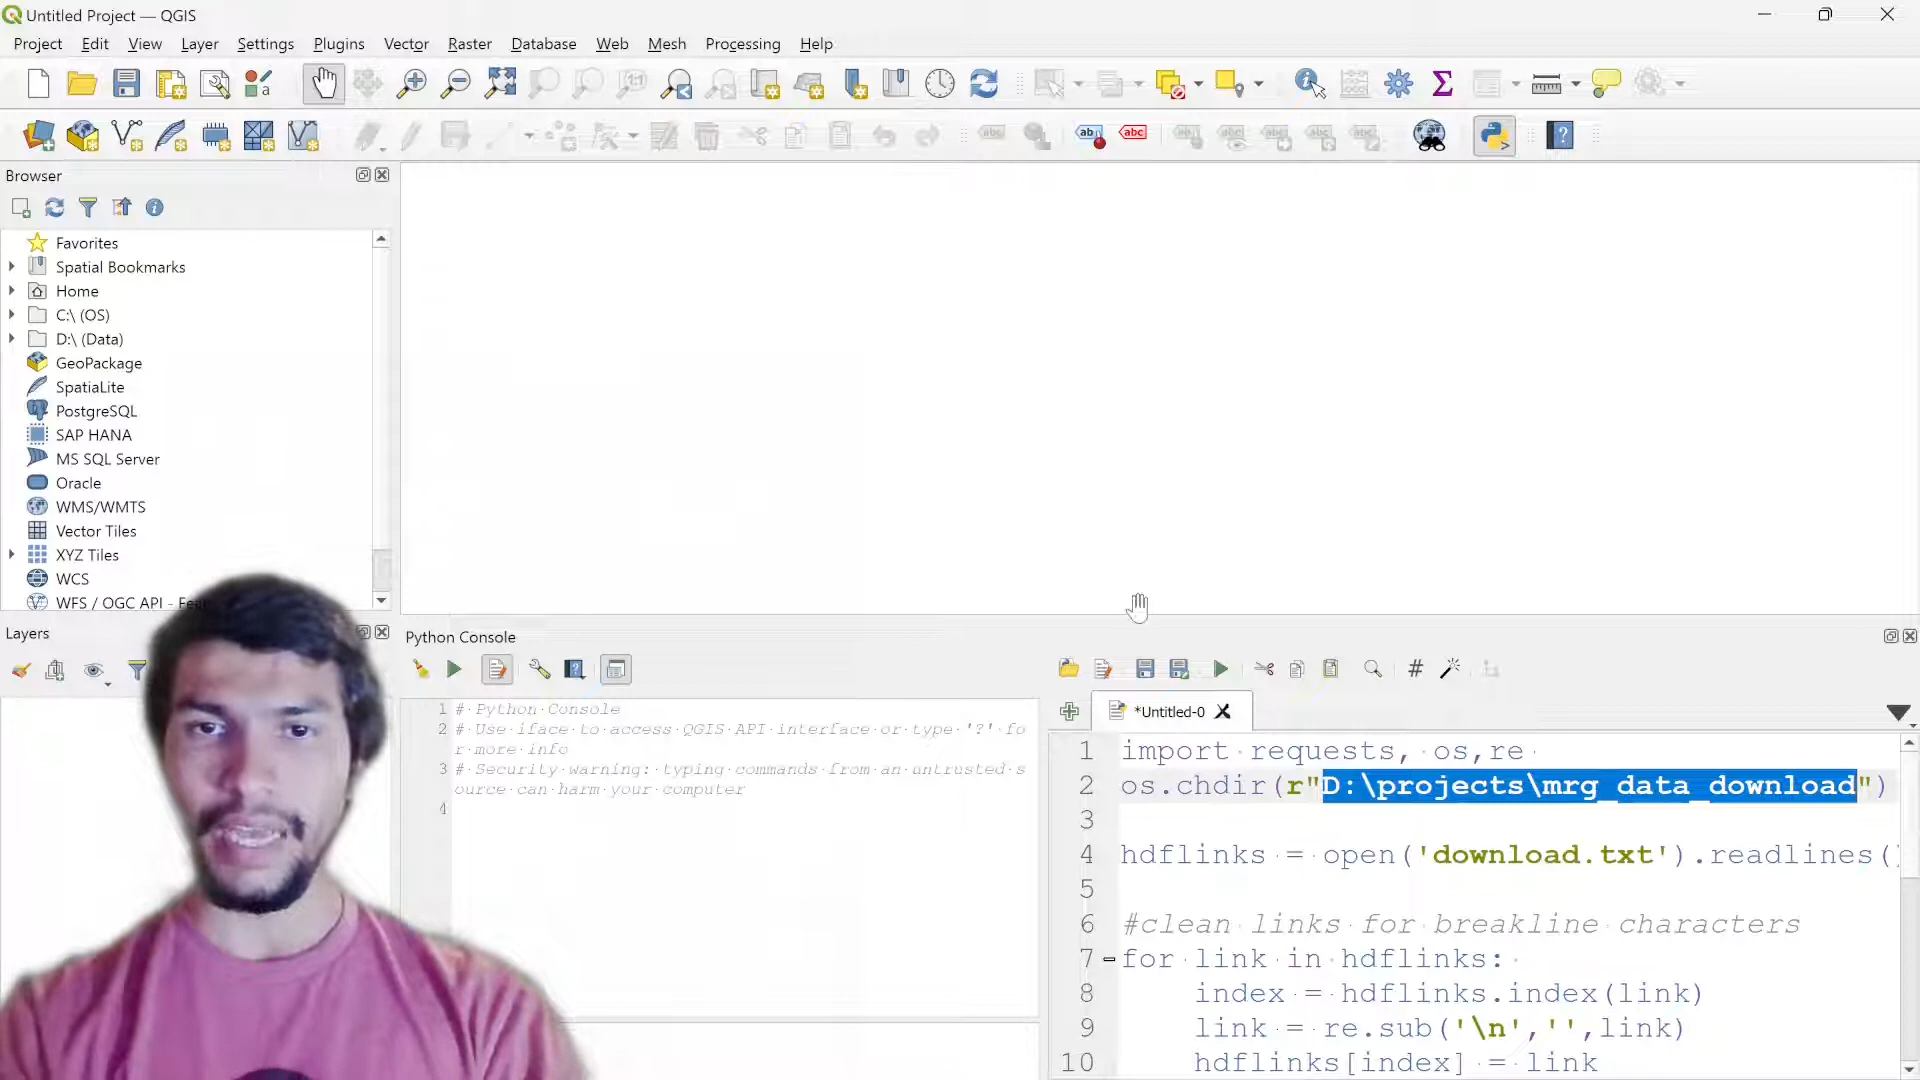 Untitled Project — QGIS
Project Edit View Layer Settings Plugins Vector Raster Database Web Mesh Processing Help
Browser
Favorites
Spatial Bookmarks
Home
C:\ (OS)
D:\ (Data)
GeoPackage
SpatiaLite
PostgreSQL
SAP HANA
MS SQL Server
Oracle
WMS/WMTS
Vector Tiles
XYZ Tiles
WCS
WFS / OGC API -
Layers
Python Console
1 # Python Console
2 # Use iface to access QGIS API interface or type '?' fo
r more info
3 # Security warning: typing commands from an untrusted s
ource can harm your computer
4
*Untitled-0
1 import requests, os,re
2 os.chdir(r"D:\projects\mrg_data_download")
3
4 hdflinks = open('download.txt').readlines()
5
6 #clean links for breakline characters
7 for link in hdflinks:
8 index = hdflinks.index(link)
9 link = re.sub('\n','',link)
10 hdflinks[index] = link